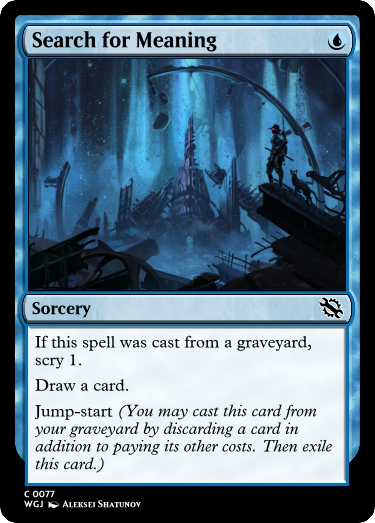 Search for Meaning
Sorcery
If this spell was cast from a graveyard,
scry 1.
Draw a card.
Jump-start (You may cast this card from
your graveyard by discarding a card in
addition to paying its other costs. Then exile
this card.)
C 0077
WGJ Aleksei Shatunov